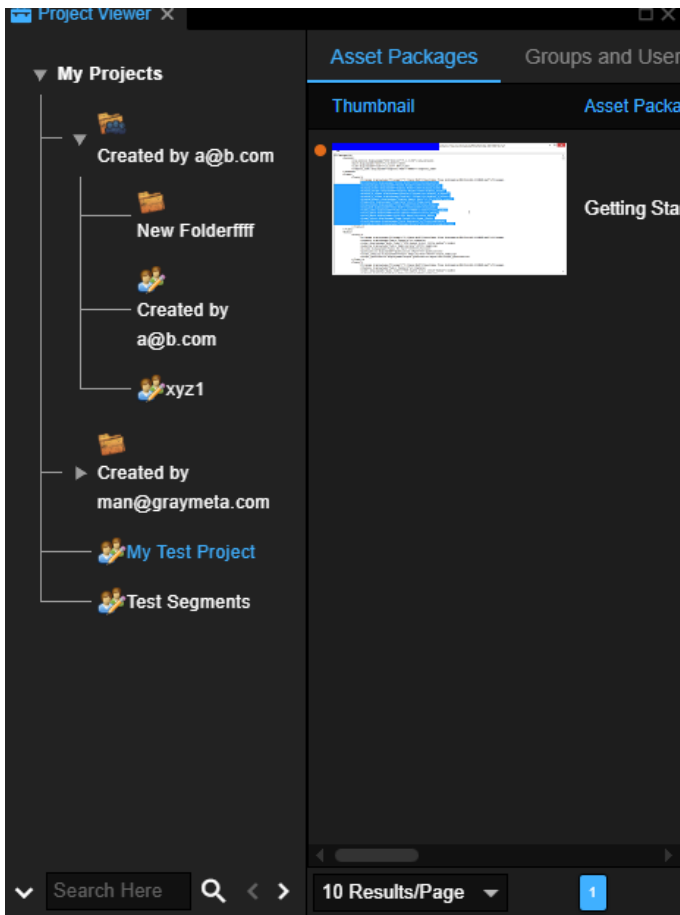 Project Viewer
My Projects
Created by a@b.com
New Folderffff
Created by
a@b.com
xyz1
Created by
man@graymeta.com
My Test Project
Test Segments
Search Here
Asset Packages Groups and User
Thumbnail Asset Packa
Getting Sta
10 Results/Page 1